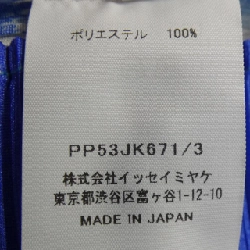 ポリエステル 100%
PP53JK671/3
株式会社イッセイミヤケ
東京都渋谷区富ヶ谷1-12-10
MADE IN JAPAN